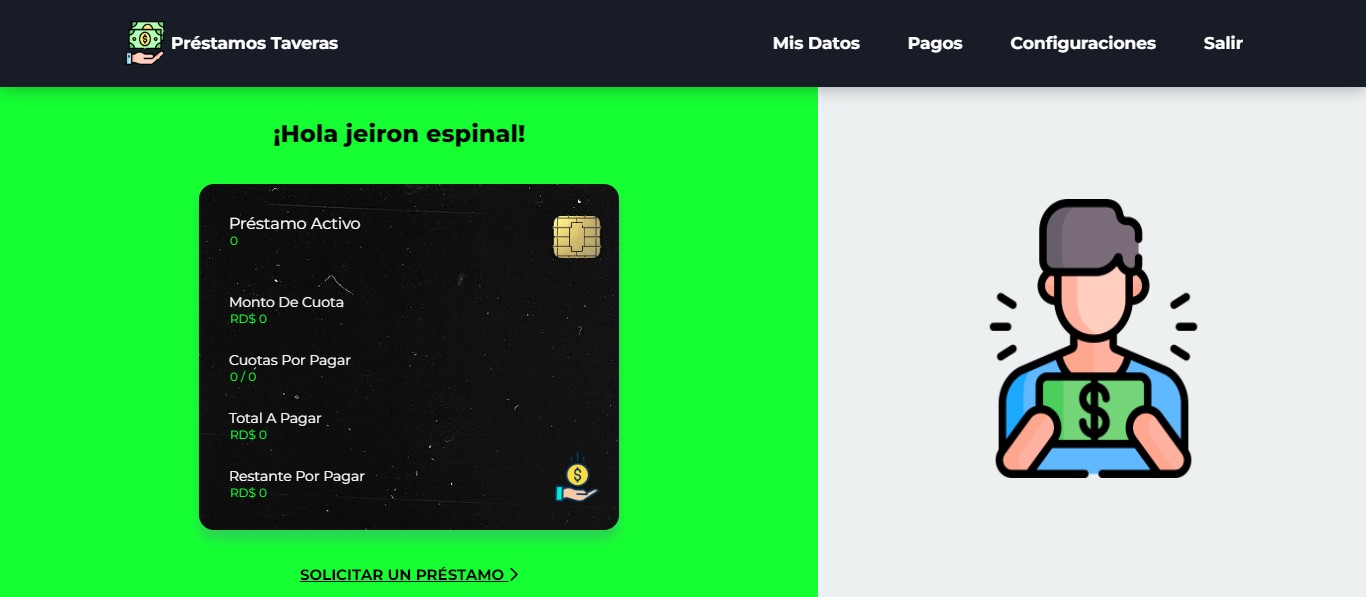 Préstamos Taveras
Mis Datos Pagos Configuraciones Salir
¡Hola jeiron espinal!
Préstamo Activo
0
Monto De Cuota
RD$ 0
Cuotas Por Pagar
0 / 0
Total A Pagar
RD$ 0
Restante Por Pagar
RD$ 0
SOLICITAR UN PRÉSTAMO